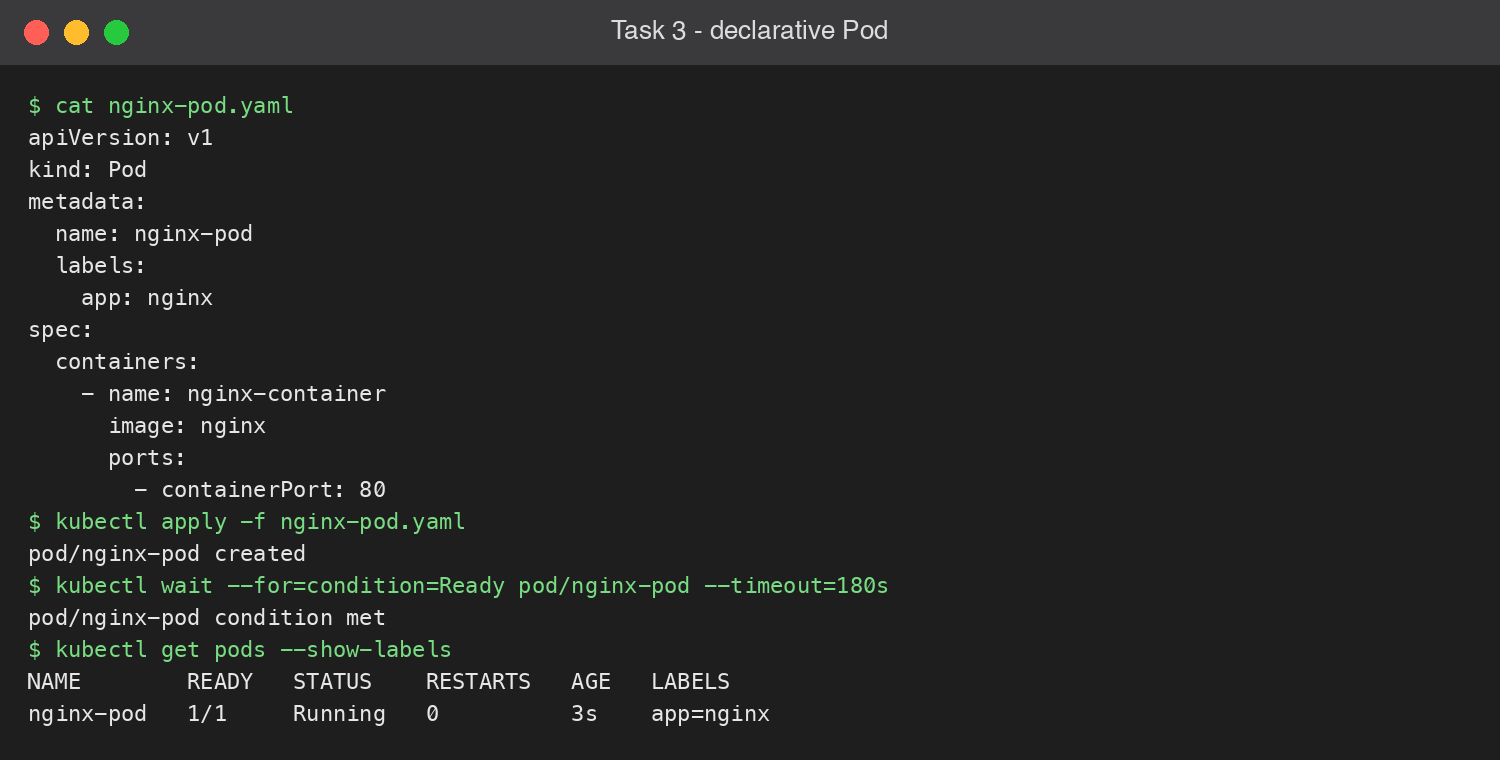 Task 3 - declarative Pod
$ cat nginx-pod.yaml
apiVersion: v1
kind: Pod
metadata:
  name: nginx-pod
  labels:
    app: nginx
spec:
  containers:
    - name: nginx-container
      image: nginx
      ports:
        - containerPort: 80
$ kubectl apply -f nginx-pod.yaml
pod/nginx-pod created
$ kubectl wait --for=condition=Ready pod/nginx-pod --timeout=180s
pod/nginx-pod condition met
$ kubectl get pods --show-labels
NAME        READY   STATUS    RESTARTS   AGE   LABELS
nginx-pod   1/1     Running   0          3s    app=nginx